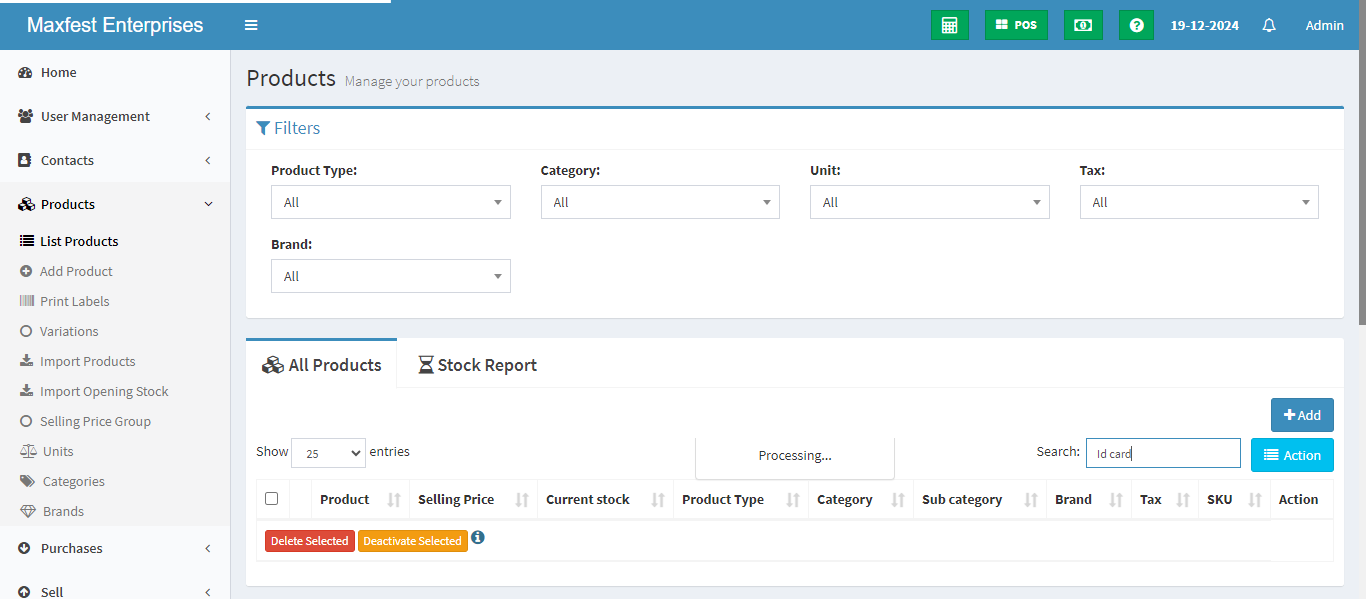 Maxfest Enterprises
POS
19-12-2024
Admin
Home
User Management
Contacts
Products
List Products
Add Product
Print Labels
Variations
Import Products
Import Opening Stock
Selling Price Group
Units
Categories
Brands
Purchases
Sell
Products Manage your products
Filters
Product Type: Category: Unit: Tax:
All All All All
Brand:
All
All Products Stock Report
Add
Show 25 entries Processing... Search: Id card Action
Product Selling Price Current stock Product Type Category Sub category Brand Tax SKU Action
Delete Selected Deactivate Selected